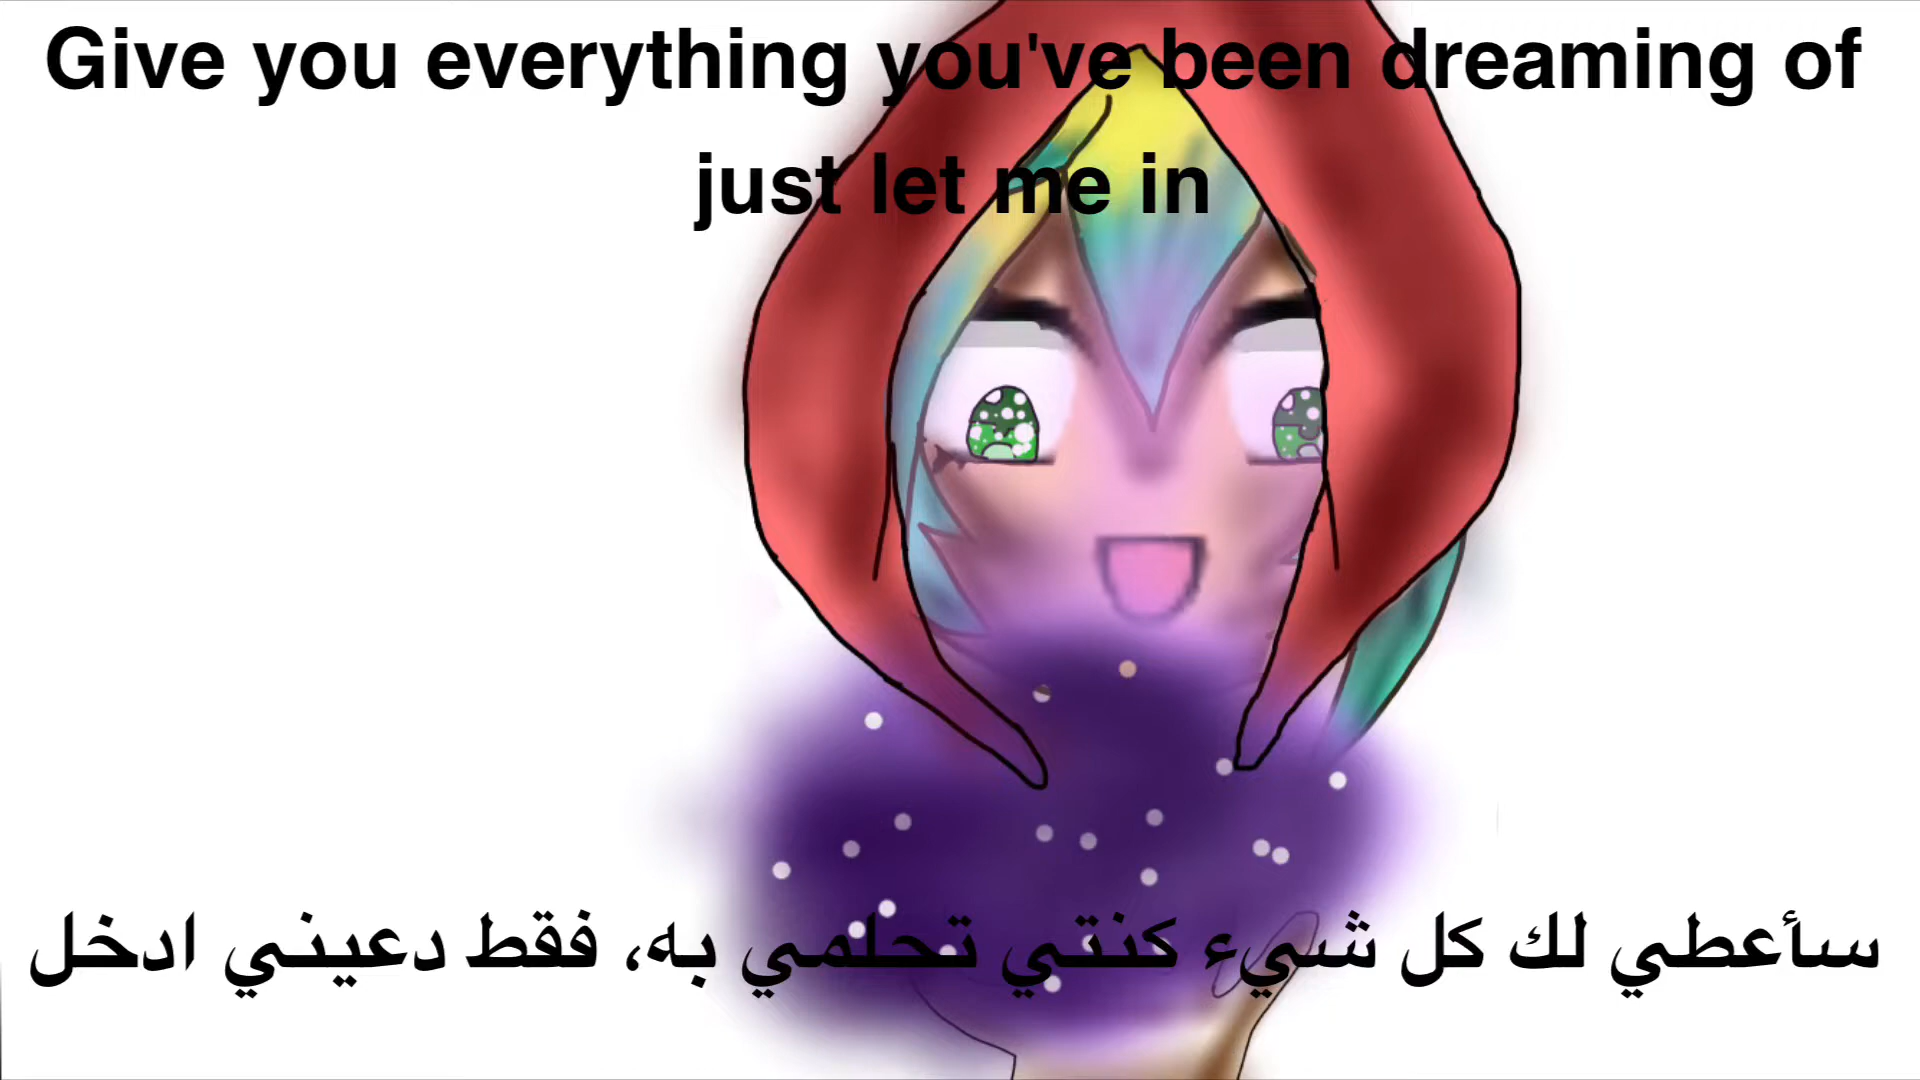 Give you everything you've been dreaming of
just let me in
سأعطي لك كل شيء كنتي تحلمي به، فقط دعيني ادخل